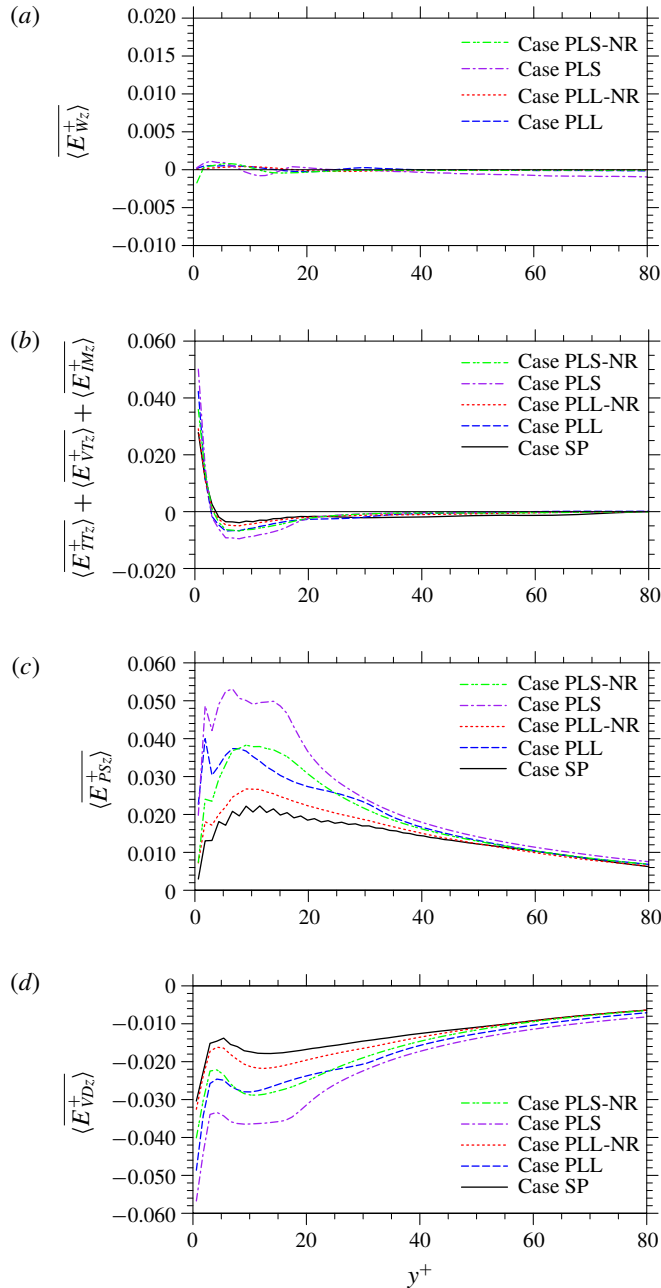 (a)
0.020
0.015
0.010
0.005
0
−0.005
−0.010
⟨E⁺_Wz⟩
Case PLS-NR
Case PLS
Case PLL-NR
Case PLL
0 20 40 60 80
(b)
0.060
0.040
0.020
0
−0.020
⟨E⁺_TTz⟩ + ⟨E⁺_VTz⟩ + ⟨E⁺_IMz⟩
Case PLS-NR
Case PLS
Case PLL-NR
Case PLL
Case SP
0 20 40 60 80
(c)
0.060
0.050
0.040
0.030
0.020
0.010
0
⟨E⁺_PSz⟩
Case PLS-NR
Case PLS
Case PLL-NR
Case PLL
Case SP
0 20 40 60 80
(d)
0
−0.010
−0.020
−0.030
−0.040
−0.050
−0.060
⟨E⁺_VDz⟩
Case PLS-NR
Case PLS
Case PLL-NR
Case PLL
Case SP
0 20 40 60 80
y⁺